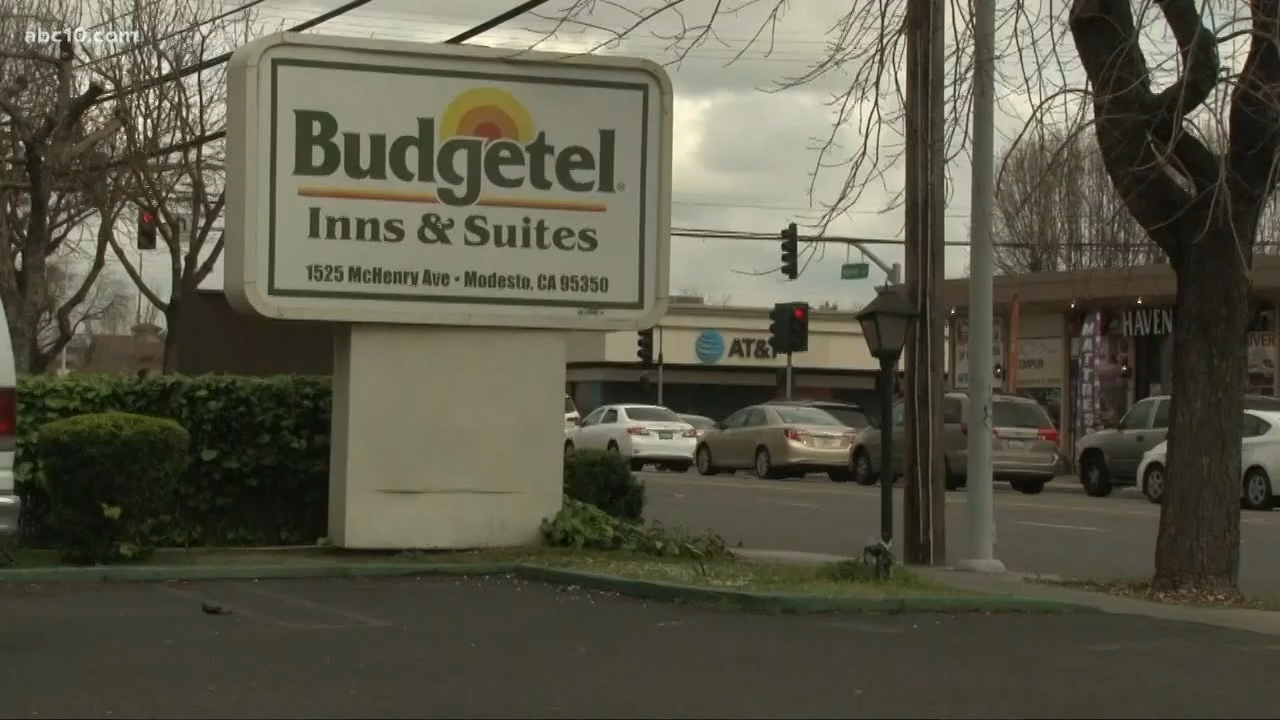 abc10.com
Budgetel®
Inns & Suites
1525 McHenry Ave • Modesto, CA 95350
AT&T
HAVEN